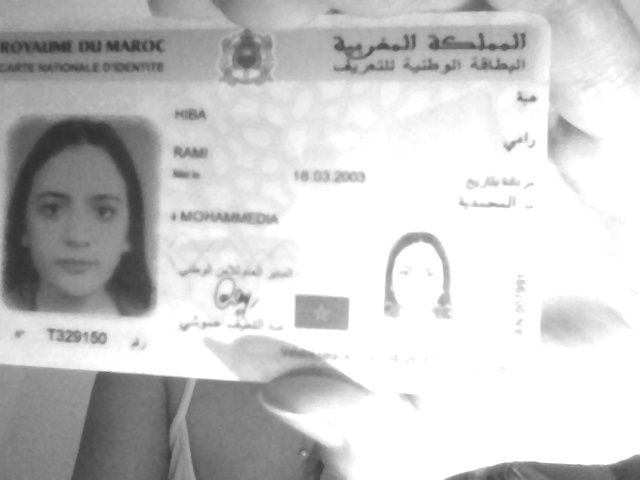 ROYAUME DU MAROC
المملكة المغربية
CARTE NATIONALE D'IDENTITE
البطاقة الوطنية للتعريف
هبة
HIBA
رامي
RAMI
Née le
18.03.2003
مزدادة بتاريخ
à MOHAMMEDIA
بـ المحمدية
المدير العام للأمن الوطني
عبد اللطيف حموشي
N° T329150 رقم